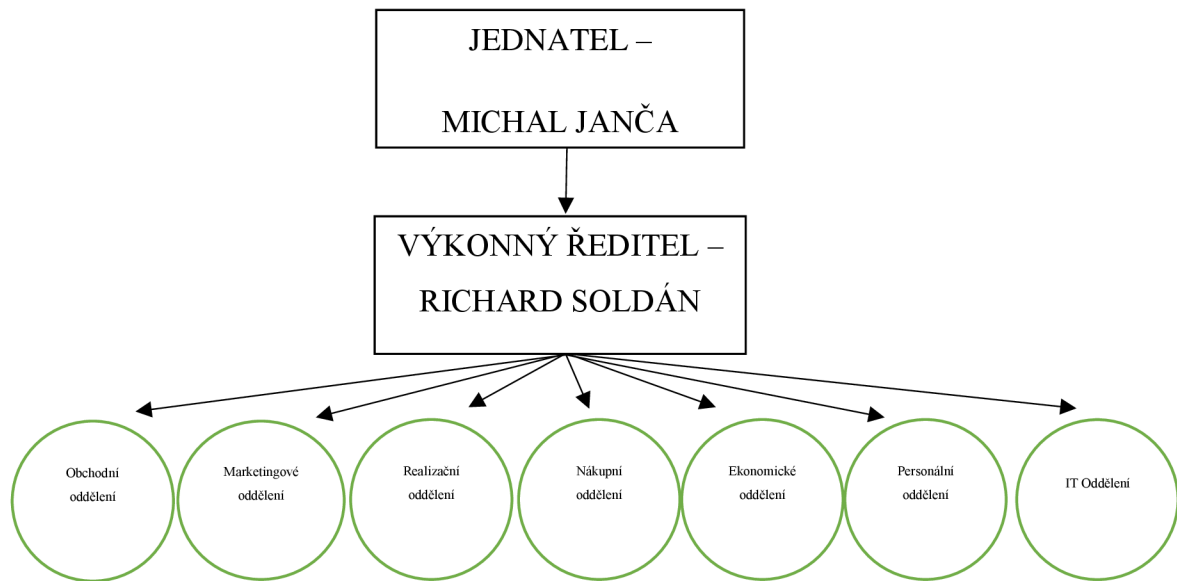 JEDNATEL –
MICHAL JANČA
VÝKONNÝ ŘEDITEL –
RICHARD SOLDÁN
Obchodní
oddělení
Marketingové
oddělení
Realizační
oddělení
Nákupní
oddělení
Ekonomické
oddělení
Personální
oddělení
IT Oddělení